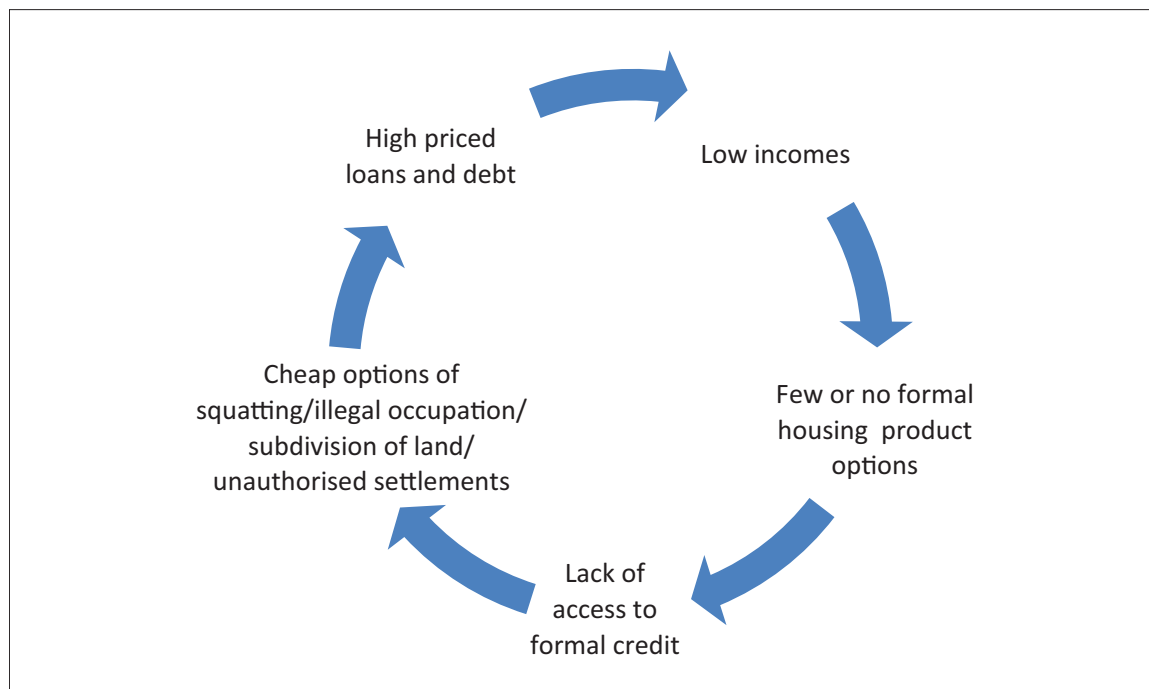 High priced
loans and debt
Low incomes
Few or no formal
housing product
options
Lack of
access to
formal credit
Cheap options of
squatting/illegal occupation/
subdivision of land/
unauthorised settlements